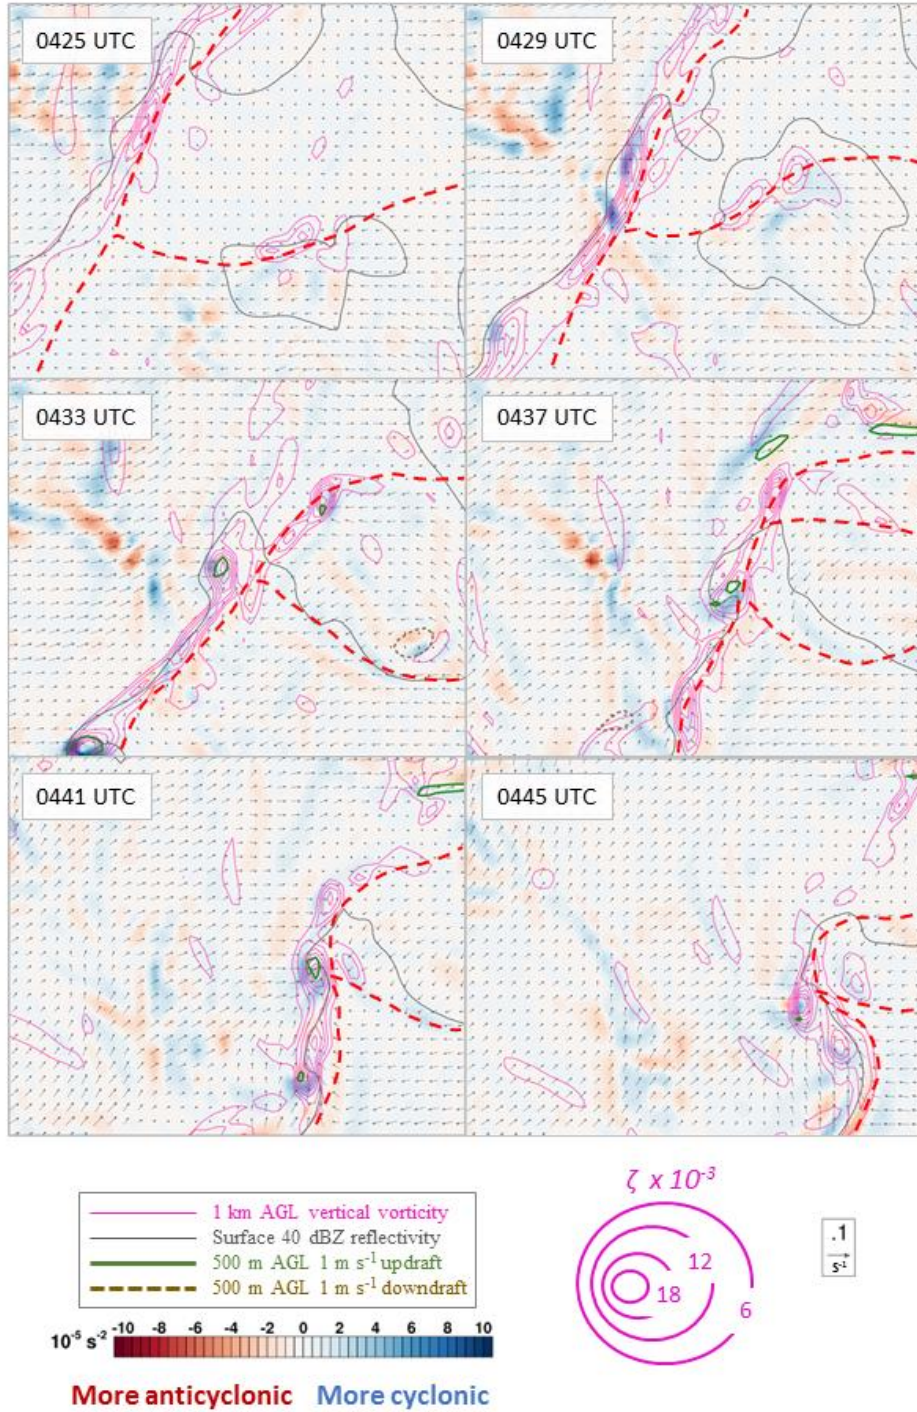 0425 UTC
0429 UTC
0433 UTC
0437 UTC
0441 UTC
0445 UTC
1 km AGL vertical vorticity
Surface 40 dBZ reflectivity
500 m AGL 1 m s⁻¹ updraft
500 m AGL 1 m s⁻¹ downdraft
ζ x 10⁻³
12
18
6
.1
s⁻¹
10⁻⁵ s⁻² -10 -8 -6 -4 -2 0 2 4 6 8 10
More anticyclonic More cyclonic